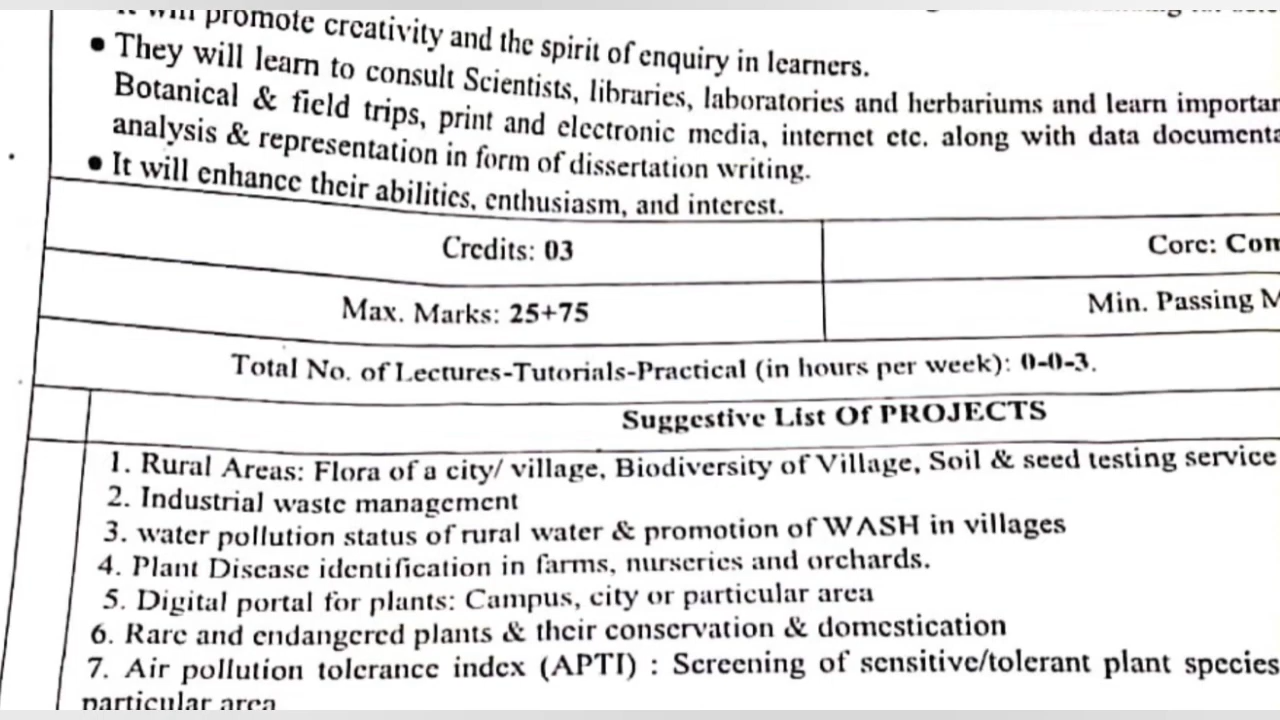 will promote creativity and the spirit of enquiry in learners.
• They will learn to consult Scientists, libraries, laboratories and herbariums and learn importan
Botanical & field trips, print and electronic media, internet etc. along with data documenta
analysis & representation in form of dissertation writing.
• It will enhance their abilities, enthusiasm, and interest.
Credits: 03
Core: Com
Max. Marks: 25+75
Min. Passing M
Total No. of Lectures-Tutorials-Practical (in hours per week): 0-0-3.
Suggestive List Of PROJECTS
1. Rural Areas: Flora of a city/ village, Biodiversity of Village, Soil & seed testing service
2. Industrial waste management
3. water pollution status of rural water & promotion of WASH in villages
4. Plant Disease identification in farms, nurseries and orchards.
5. Digital portal for plants: Campus, city or particular area
6. Rare and endangered plants & their conservation & domestication
7. Air pollution tolerance index (APTI) : Screening of sensitive/tolerant plant species
particular area